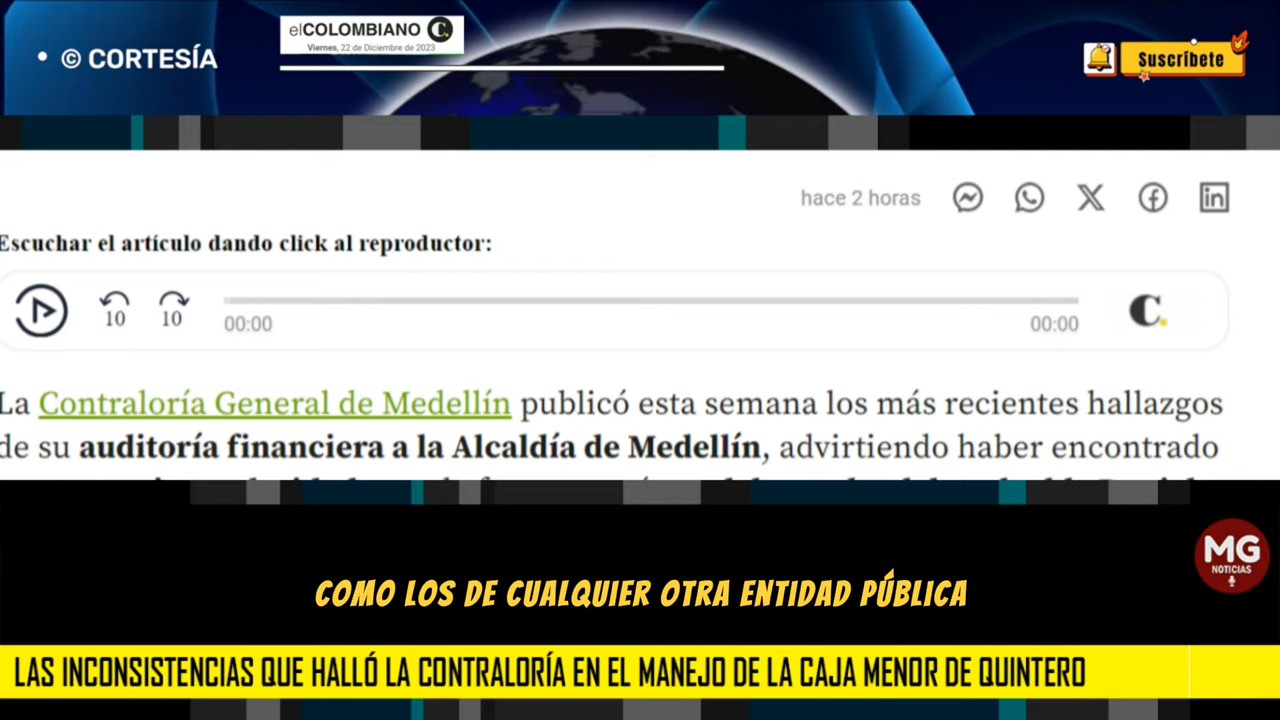 • © CORTESÍA
elCOLOMBIANO C.
Viernes, 22 de Diciembre de 2023
Suscríbete
hace 2 horas
Escuchar el artículo dando click al reproductor:
10
10
00:00
00:00
C.
La Contraloría General de Medellín publicó esta semana los más recientes hallazgos
de su auditoría financiera a la Alcaldía de Medellín, advirtiendo haber encontrado
MG
NOTICIAS
COMO LOS DE CUALQUIER OTRA ENTIDAD PÚBLICA
LAS INCONSISTENCIAS QUE HALLÓ LA CONTRALORÍA EN EL MANEJO DE LA CAJA MENOR DE QUINTERO